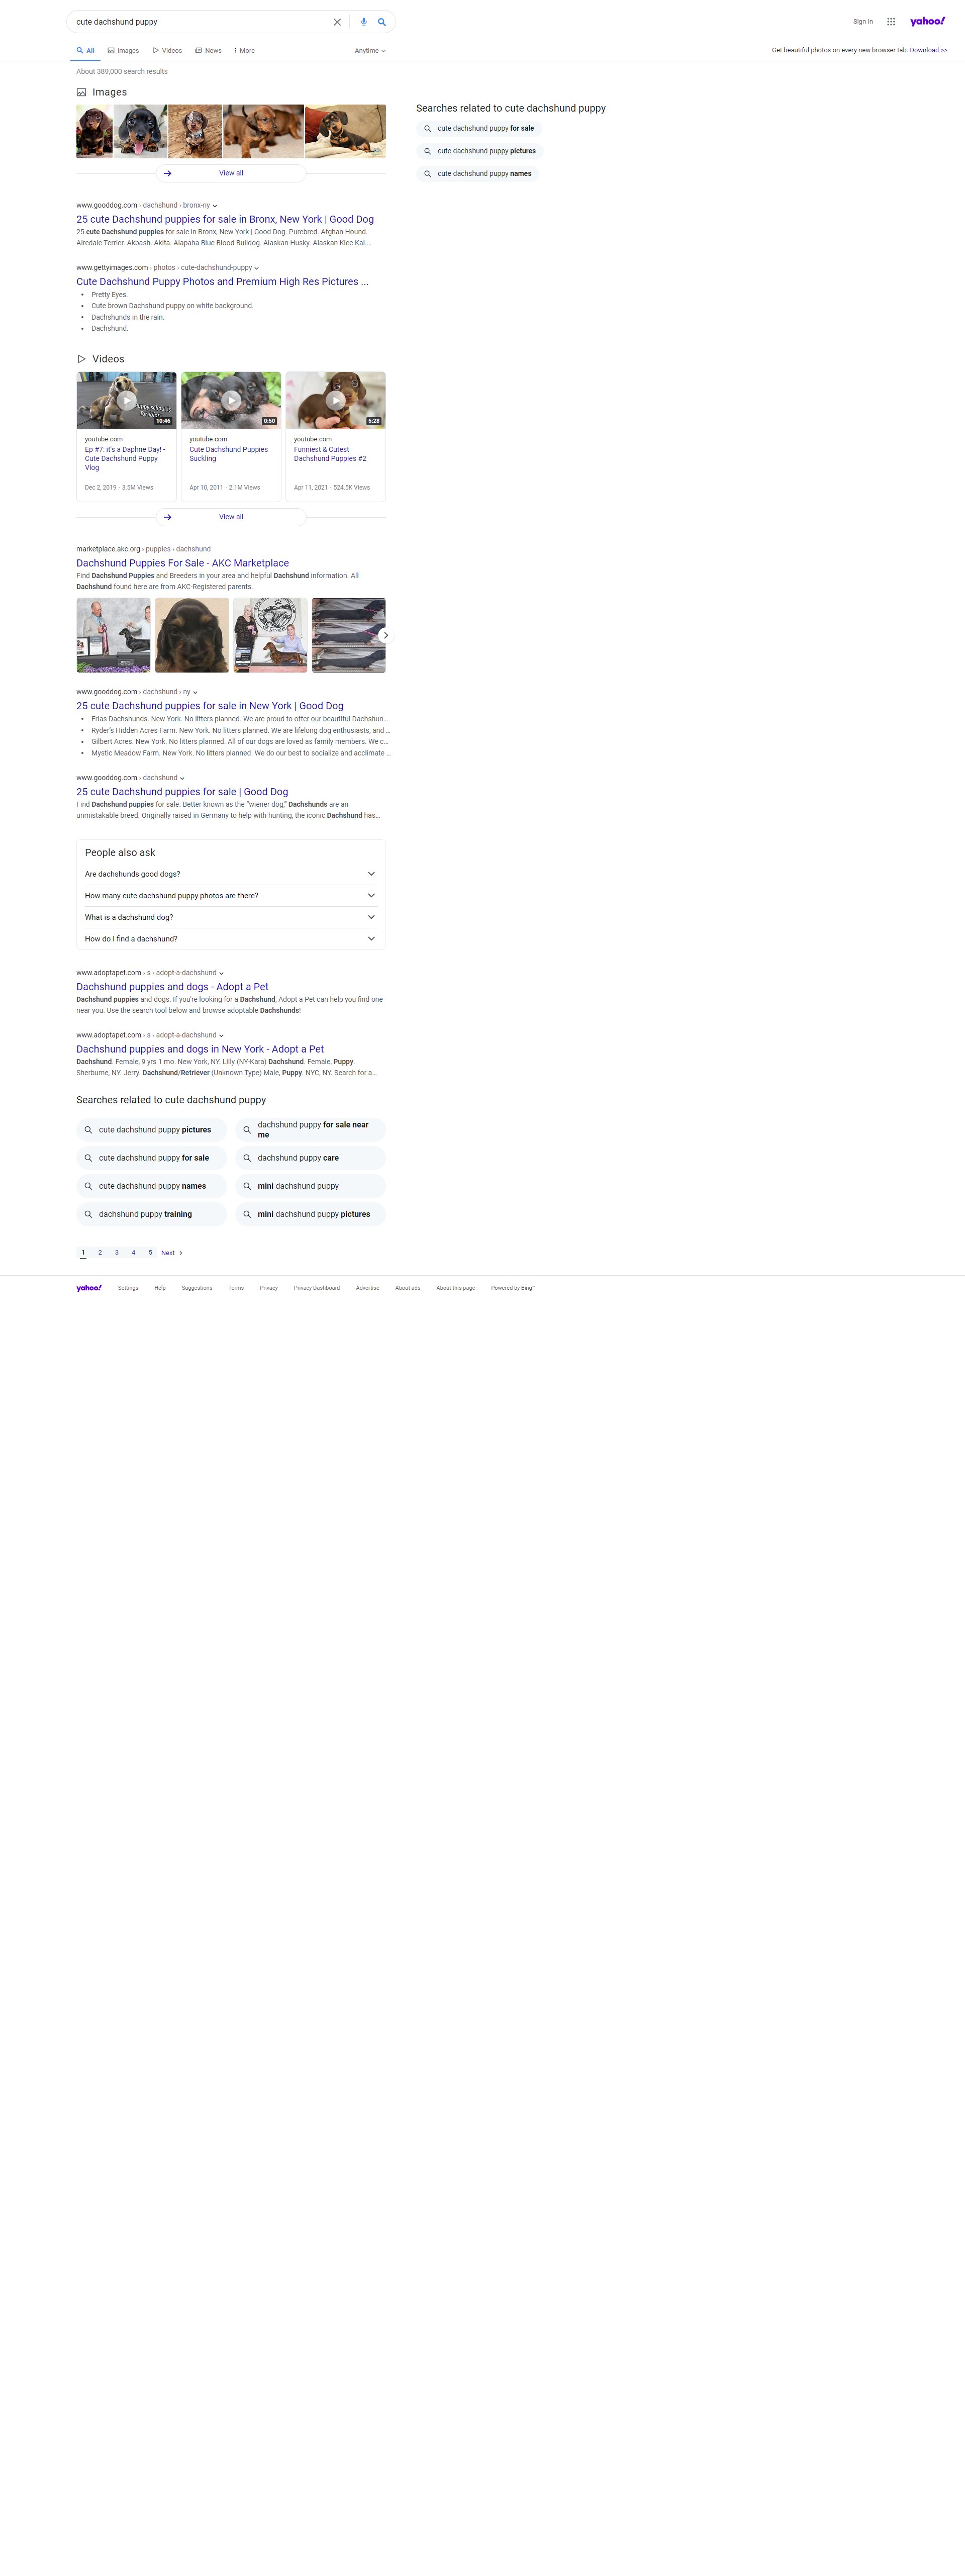 cute dachshund puppy
Sign In
yahoo!
All
Images
Videos
News
More
Anytime
Get beautiful photos on every new browser tab. Download >>
About 389,000 search results
Images
View all
www.gooddog.com › dachshund › bronx-ny
25 cute Dachshund puppies for sale in Bronx, New York | Good Dog
25 cute Dachshund puppies for sale in Bronx, New York | Good Dog. Purebred. Afghan Hound.
Airedale Terrier. Akbash. Akita. Alapaha Blue Blood Bulldog. Alaskan Husky. Alaskan Klee Kai....
www.gettyimages.com › photos › cute-dachshund-puppy
Cute Dachshund Puppy Photos and Premium High Res Pictures ...
• Pretty Eyes.
• Cute brown Dachshund puppy on white background.
• Dachshunds in the rain.
• Dachshund.
Videos
10:46
youtube.com
Ep #7: it's a Daphne Day! -
Cute Dachshund Puppy
Vlog
Dec 2, 2019 · 3.5M Views
0:50
youtube.com
Cute Dachshund Puppies
Suckling
Apr 10, 2011 · 2.1M Views
5:28
youtube.com
Funniest & Cutest
Dachshund Puppies #2
Apr 11, 2021 · 524.5K Views
View all
marketplace.akc.org › puppies › dachshund
Dachshund Puppies For Sale - AKC Marketplace
Find Dachshund Puppies and Breeders in your area and helpful Dachshund information. All
Dachshund found here are from AKC-Registered parents.
www.gooddog.com › dachshund › ny
25 cute Dachshund puppies for sale in New York | Good Dog
• Frias Dachshunds. New York. No litters planned. We are proud to offer our beautiful Dachshun...
• Ryder's Hidden Acres Farm. New York. No litters planned. We are lifelong dog enthusiasts, and ...
• Gilbert Acres. New York. No litters planned. All of our dogs are loved as family members. We c...
• Mystic Meadow Farm. New York. No litters planned. We do our best to socialize and acclimate ...
www.gooddog.com › dachshund
25 cute Dachshund puppies for sale | Good Dog
Find Dachshund puppies for sale. Better known as the “wiener dog,” Dachshunds are an
unmistakable breed. Originally raised in Germany to help with hunting, the iconic Dachshund has...
People also ask
Are dachshunds good dogs?
How many cute dachshund puppy photos are there?
What is a dachshund dog?
How do I find a dachshund?
www.adoptapet.com › s › adopt-a-dachshund
Dachshund puppies and dogs - Adopt a Pet
Dachshund puppies and dogs. If you're looking for a Dachshund, Adopt a Pet can help you find one
near you. Use the search tool below and browse adoptable Dachshunds!
www.adoptapet.com › s › adopt-a-dachshund
Dachshund puppies and dogs in New York - Adopt a Pet
Dachshund. Female, 9 yrs 1 mo. New York, NY. Lilly (NY-Kara) Dachshund. Female, Puppy.
Sherburne, NY. Jerry. Dachshund/Retriever (Unknown Type) Male, Puppy. NYC, NY. Search for a...
Searches related to cute dachshund puppy
cute dachshund puppy pictures
dachshund puppy for sale near
me
cute dachshund puppy for sale
dachshund puppy care
cute dachshund puppy names
mini dachshund puppy
dachshund puppy training
mini dachshund puppy pictures
1 2 3 4 5 Next
Searches related to cute dachshund puppy
cute dachshund puppy for sale
cute dachshund puppy pictures
cute dachshund puppy names
yahoo! Settings Help Suggestions Terms Privacy Privacy Dashboard Advertise About ads About this page Powered by Bing™